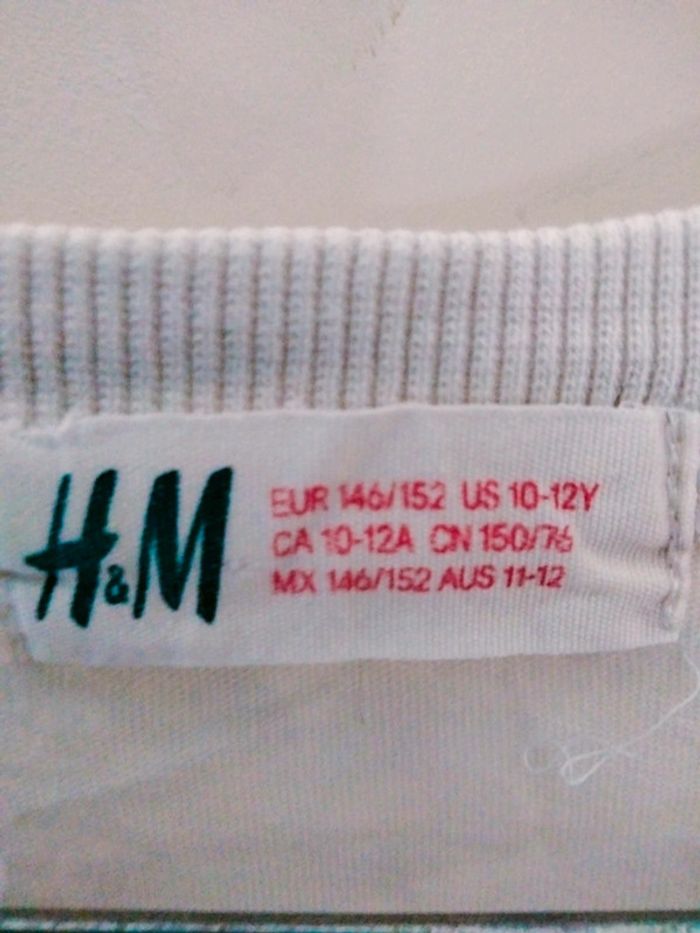 H&M
EUR 146/152 US 10-12Y
CA 10-12A CN 150/76
MX 146/152 AUS 11-12